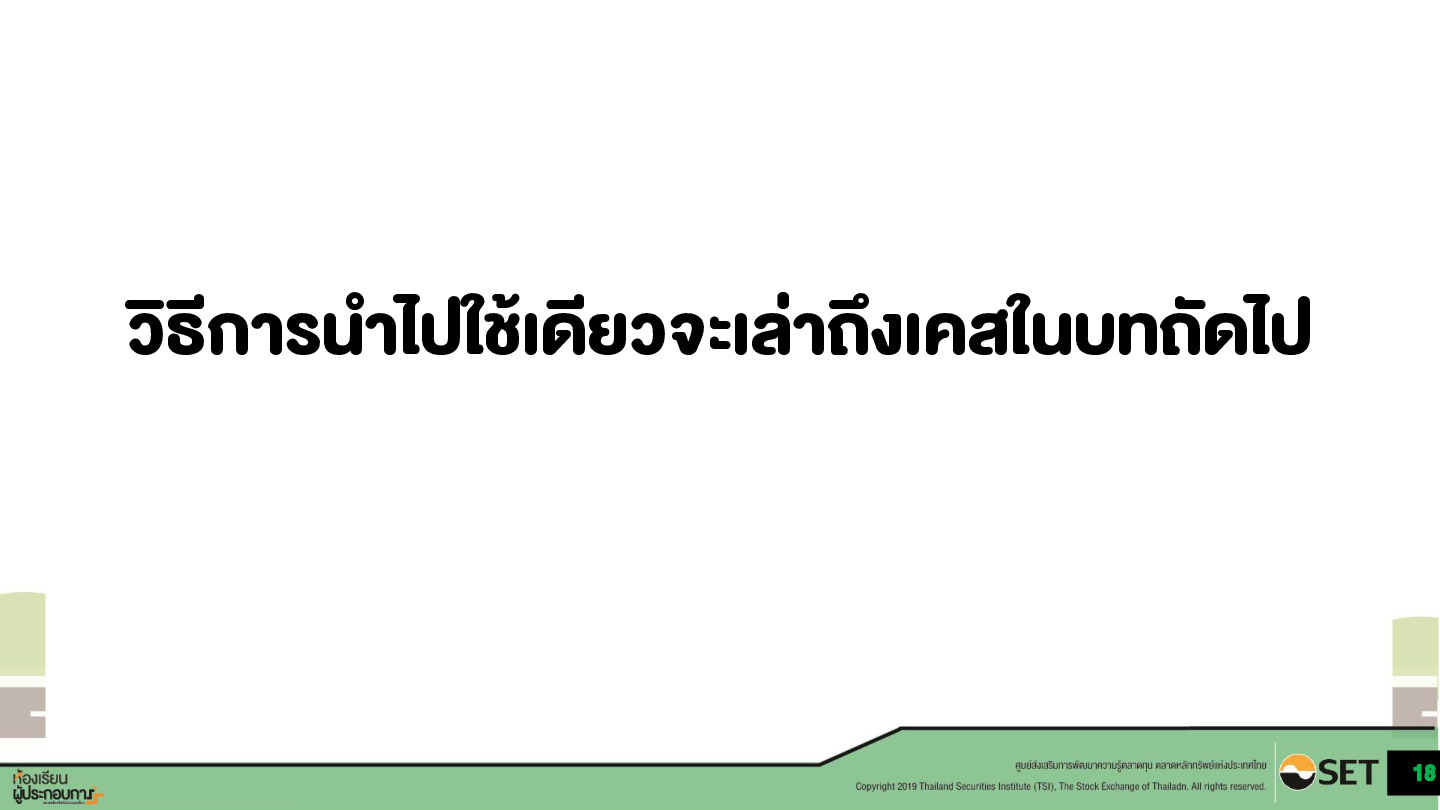 วิธีการนำไปใช้เดียวจะเล่าถึงเคสในบทถัดไป
ศูนย์ส่งเสริมการพัฒนาความรู้ตลาดทุน ตลาดหลักทรัพย์แห่งประเทศไทย
Copyright 2019 Thailand Securities Institute (TSI), The Stock Exchange of Thailadn. All rights reserved.
SET
18
ห้องเรียน
ผู้ประกอบการ